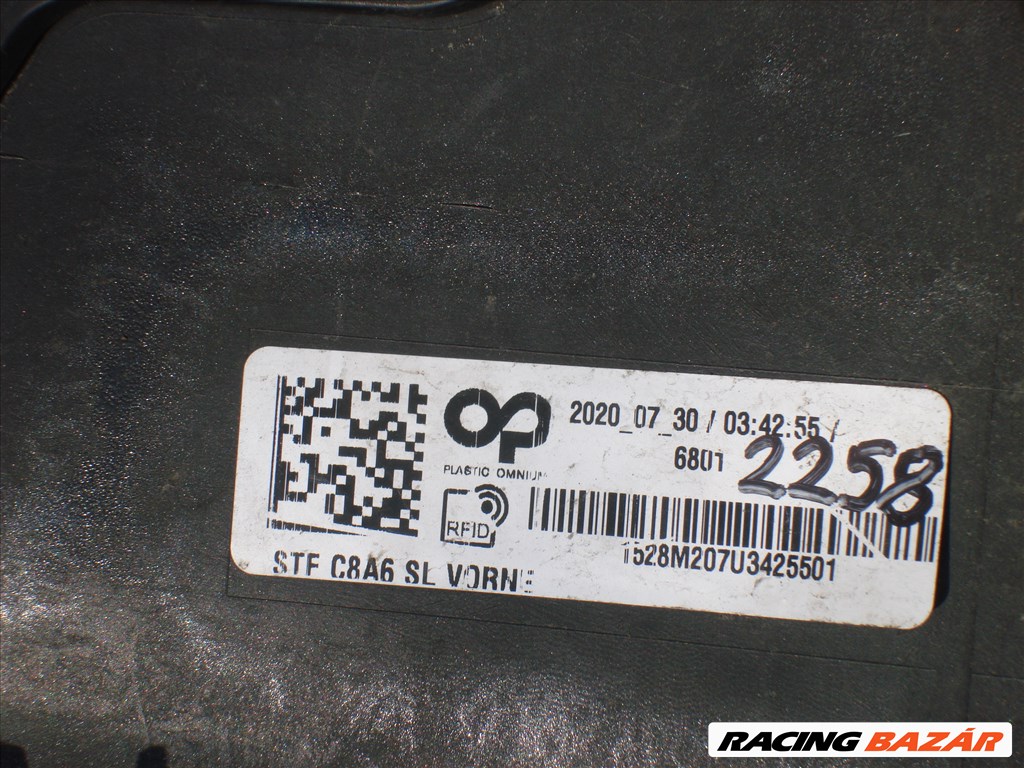 2020_07_30 / 03:42:55 /
6801
2258
PLASTIC OMNIUM
RFID
1528M207U3425501
STF C8A6 SL VORNE
RACING BAZÁR